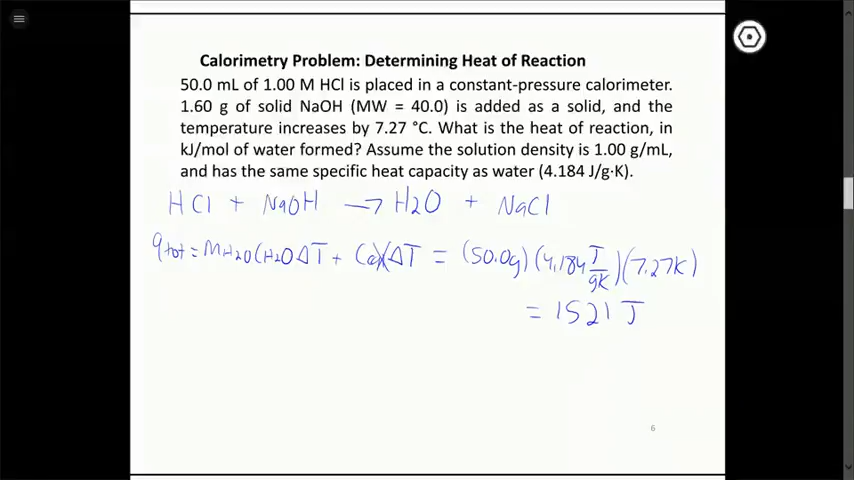 Calorimetry Problem: Determining Heat of Reaction
50.0 mL of 1.00 M HCl is placed in a constant-pressure calorimeter.
1.60 g of solid NaOH (MW = 40.0) is added as a solid, and the
temperature increases by 7.27 °C. What is the heat of reaction, in
kJ/mol of water formed? Assume the solution density is 1.00 g/mL,
and has the same specific heat capacity as water (4.184 J/g·K).
HCl + NaOH → H2O + NaCl
qtot = MH2O CH2O ΔT + ΔT = (50.0g) (4.184 J/gK) (7.27K)
= 1521 J
6